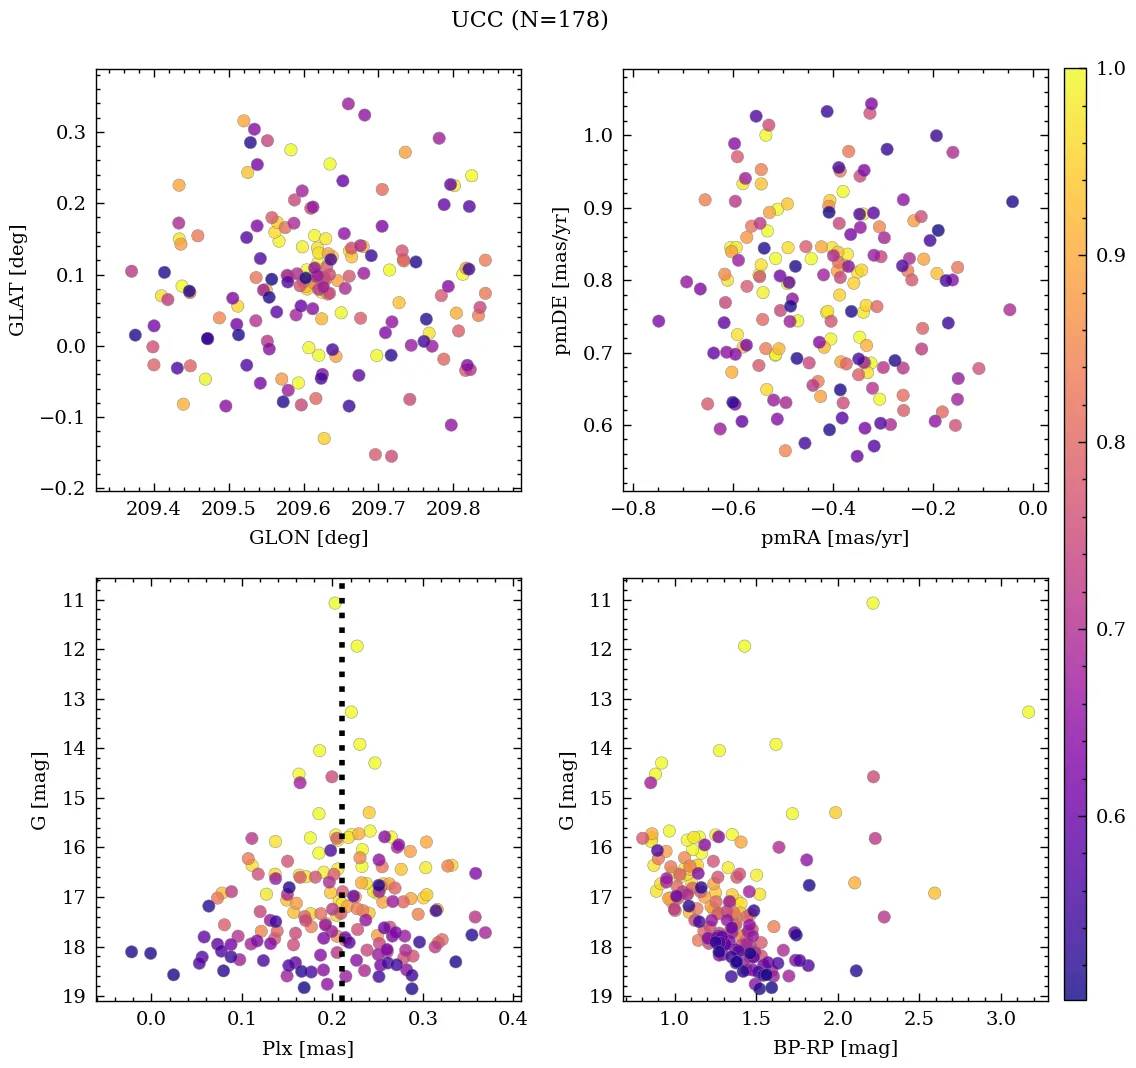 UCC (N=178)
0.3
0.2
0.1
0.0
−0.1
−0.2
GLAT [deg]
209.4 209.5 209.6 209.7 209.8
GLON [deg]
1.0
0.9
0.8
0.7
0.6
pmDE [mas/yr]
−0.8 −0.6 −0.4 −0.2 0.0
pmRA [mas/yr]
11
12
13
14
15
16
17
18
19
G [mag]
0.0 0.1 0.2 0.3 0.4
Plx [mas]
11
12
13
14
15
16
17
18
19
G [mag]
1.0 1.5 2.0 2.5 3.0
BP-RP [mag]
1.0
0.9
0.8
0.7
0.6